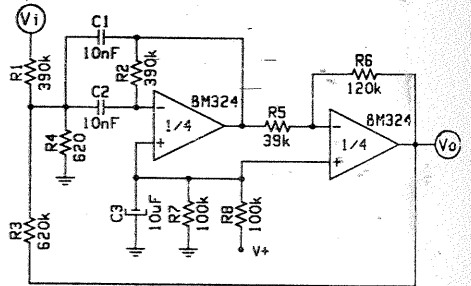 Vi
C1
10nF
R6
120k
R1
390k
R2
390k
C2
10nF
8M324
1/4
-
+
R5
39k
8M324
1/4
-
+
Vo
R4
620
R3
620k
C3
10uF
R7
100k
R8
100k
V+